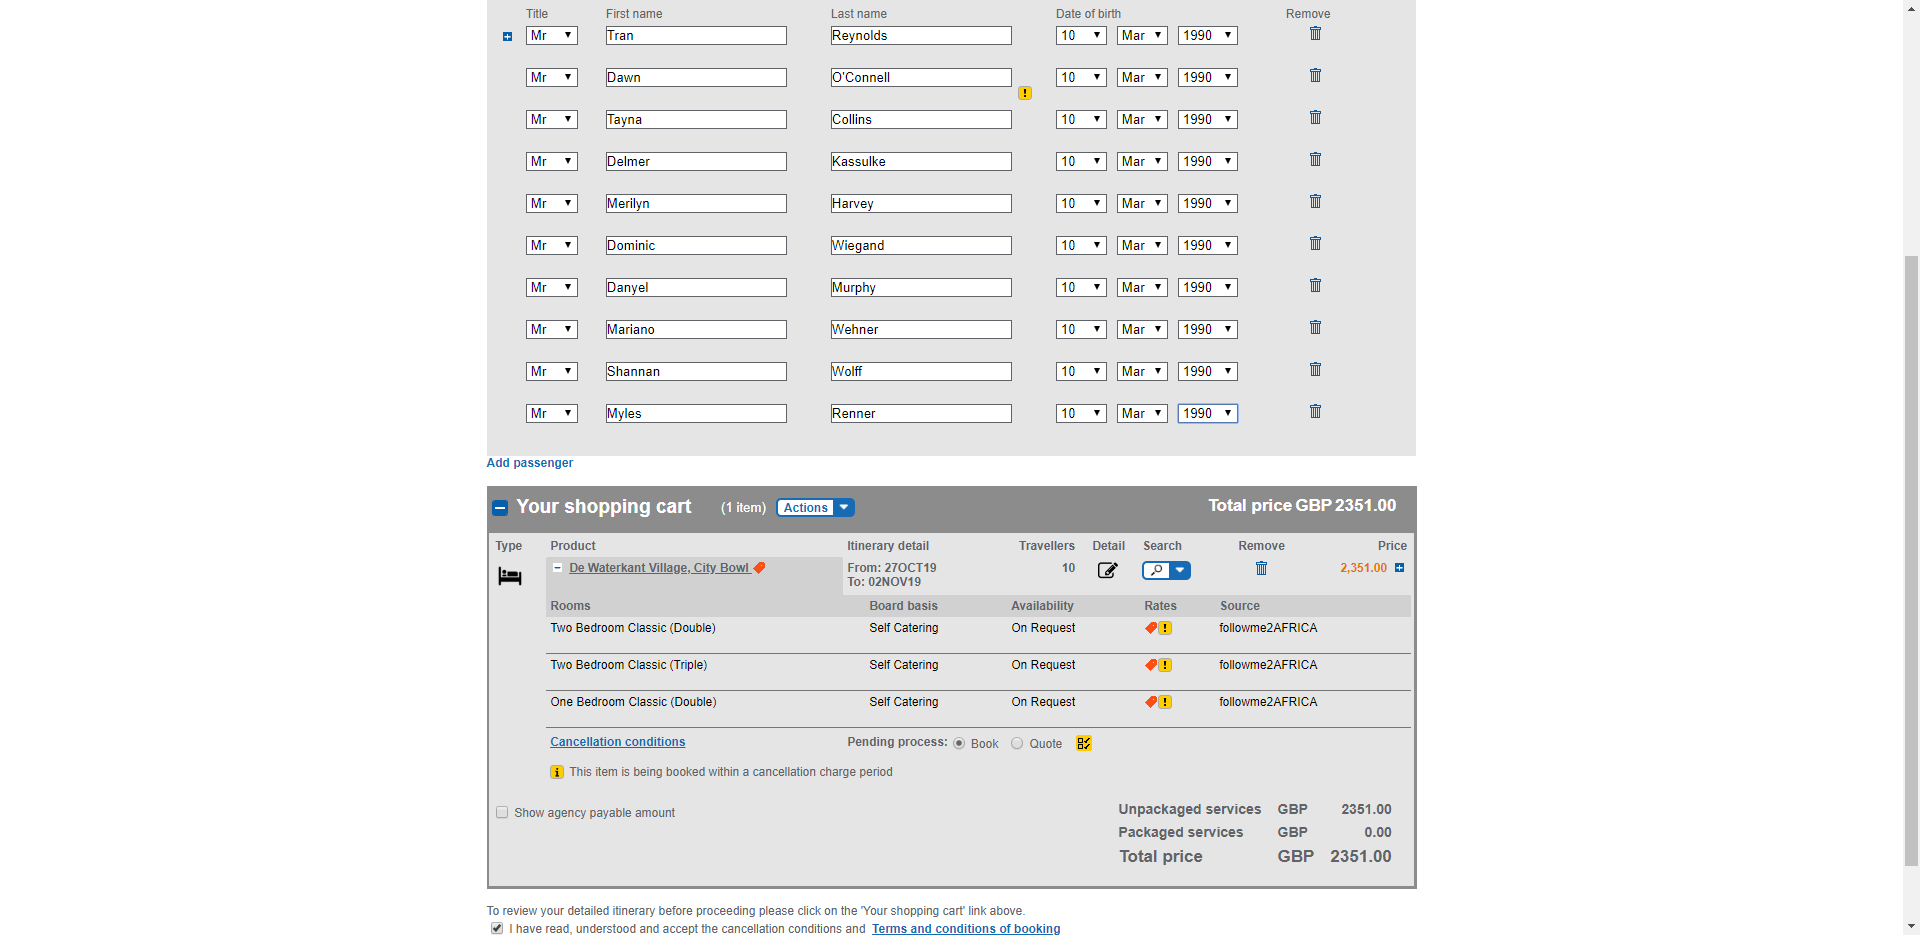 Title First name Last name Date of birth Remove
Mr Tran Reynolds 10 Mar 1990
Mr Dawn O'Connell 10 Mar 1990
Mr Tayna Collins 10 Mar 1990
Mr Delmer Kassulke 10 Mar 1990
Mr Merilyn Harvey 10 Mar 1990
Mr Dominic Wiegand 10 Mar 1990
Mr Danyel Murphy 10 Mar 1990
Mr Mariano Wehner 10 Mar 1990
Mr Shannan Wolff 10 Mar 1990
Mr Myles Renner 10 Mar 1990
Add passenger
Your shopping cart (1 item) Actions Total price GBP 2351.00
Type Product Itinerary detail Travellers Detail Search Remove Price
De Waterkant Village, City Bowl From: 27OCT19 10 2,351.00
To: 02NOV19
Rooms Board basis Availability Rates Source
Two Bedroom Classic (Double) Self Catering On Request followme2AFRICA
Two Bedroom Classic (Triple) Self Catering On Request followme2AFRICA
One Bedroom Classic (Double) Self Catering On Request followme2AFRICA
Cancellation conditions Pending process: Book Quote
This item is being booked within a cancellation charge period
Show agency payable amount Unpackaged services GBP 2351.00
Packaged services GBP 0.00
Total price GBP 2351.00
To review your detailed itinerary before proceeding please click on the 'Your shopping cart' link above.
I have read, understood and accept the cancellation conditions and Terms and conditions of booking